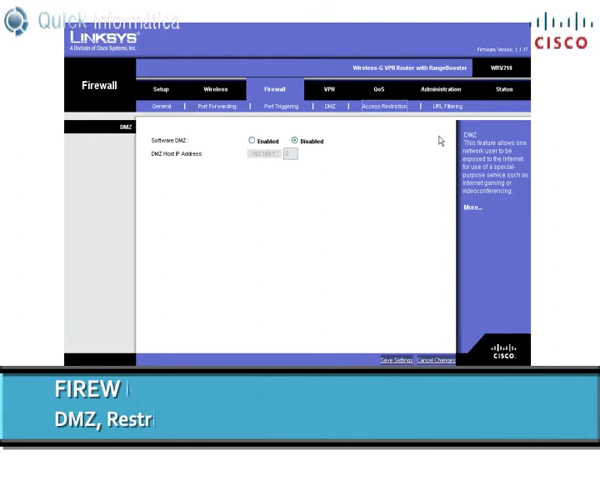 Quick Informatica
LINKSYS®
A Division of Cisco Systems, Inc.
Firmware Version: 1.1.17
CISCO
Wireless-G VPN Router with RangeBooster WRV210
Firewall
Setup Wireless Firewall VPN QoS Administration Status
General | Port Forwarding | Port Triggering | DMZ | Access Restriction | URL Filtering
DMZ
Software DMZ : Enabled Disabled
DMZ Host IP Address: 192.168.1. 0
DMZ
This feature allows one
network user to be
exposed to the Internet
for use of a special-
purpose service such as
Internet gaming or
videoconferencing.
More...
Save Settings Cancel Changes
CISCO
FIREW
DMZ, Restr